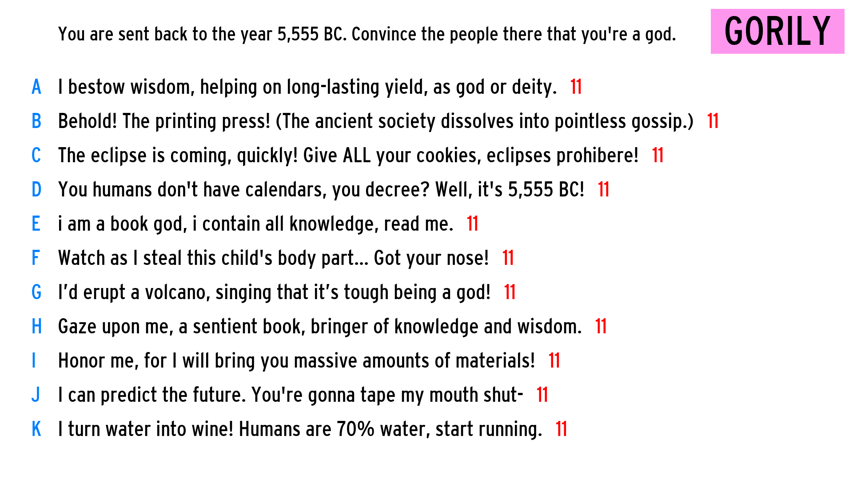 You are sent back to the year 5,555 BC. Convince the people there that you're a god.
GORILY
A I bestow wisdom, helping on long-lasting yield, as god or deity. 11
B Behold! The printing press! (The ancient society dissolves into pointless gossip.) 11
C The eclipse is coming, quickly! Give ALL your cookies, eclipses prohibere! 11
D You humans don't have calendars, you decree? Well, it's 5,555 BC! 11
E i am a book god, i contain all knowledge, read me. 11
F Watch as I steal this child's body part... Got your nose! 11
G I’d erupt a volcano, singing that it’s tough being a god! 11
H Gaze upon me, a sentient book, bringer of knowledge and wisdom. 11
I Honor me, for I will bring you massive amounts of materials! 11
J I can predict the future. You're gonna tape my mouth shut- 11
K I turn water into wine! Humans are 70% water, start running. 11